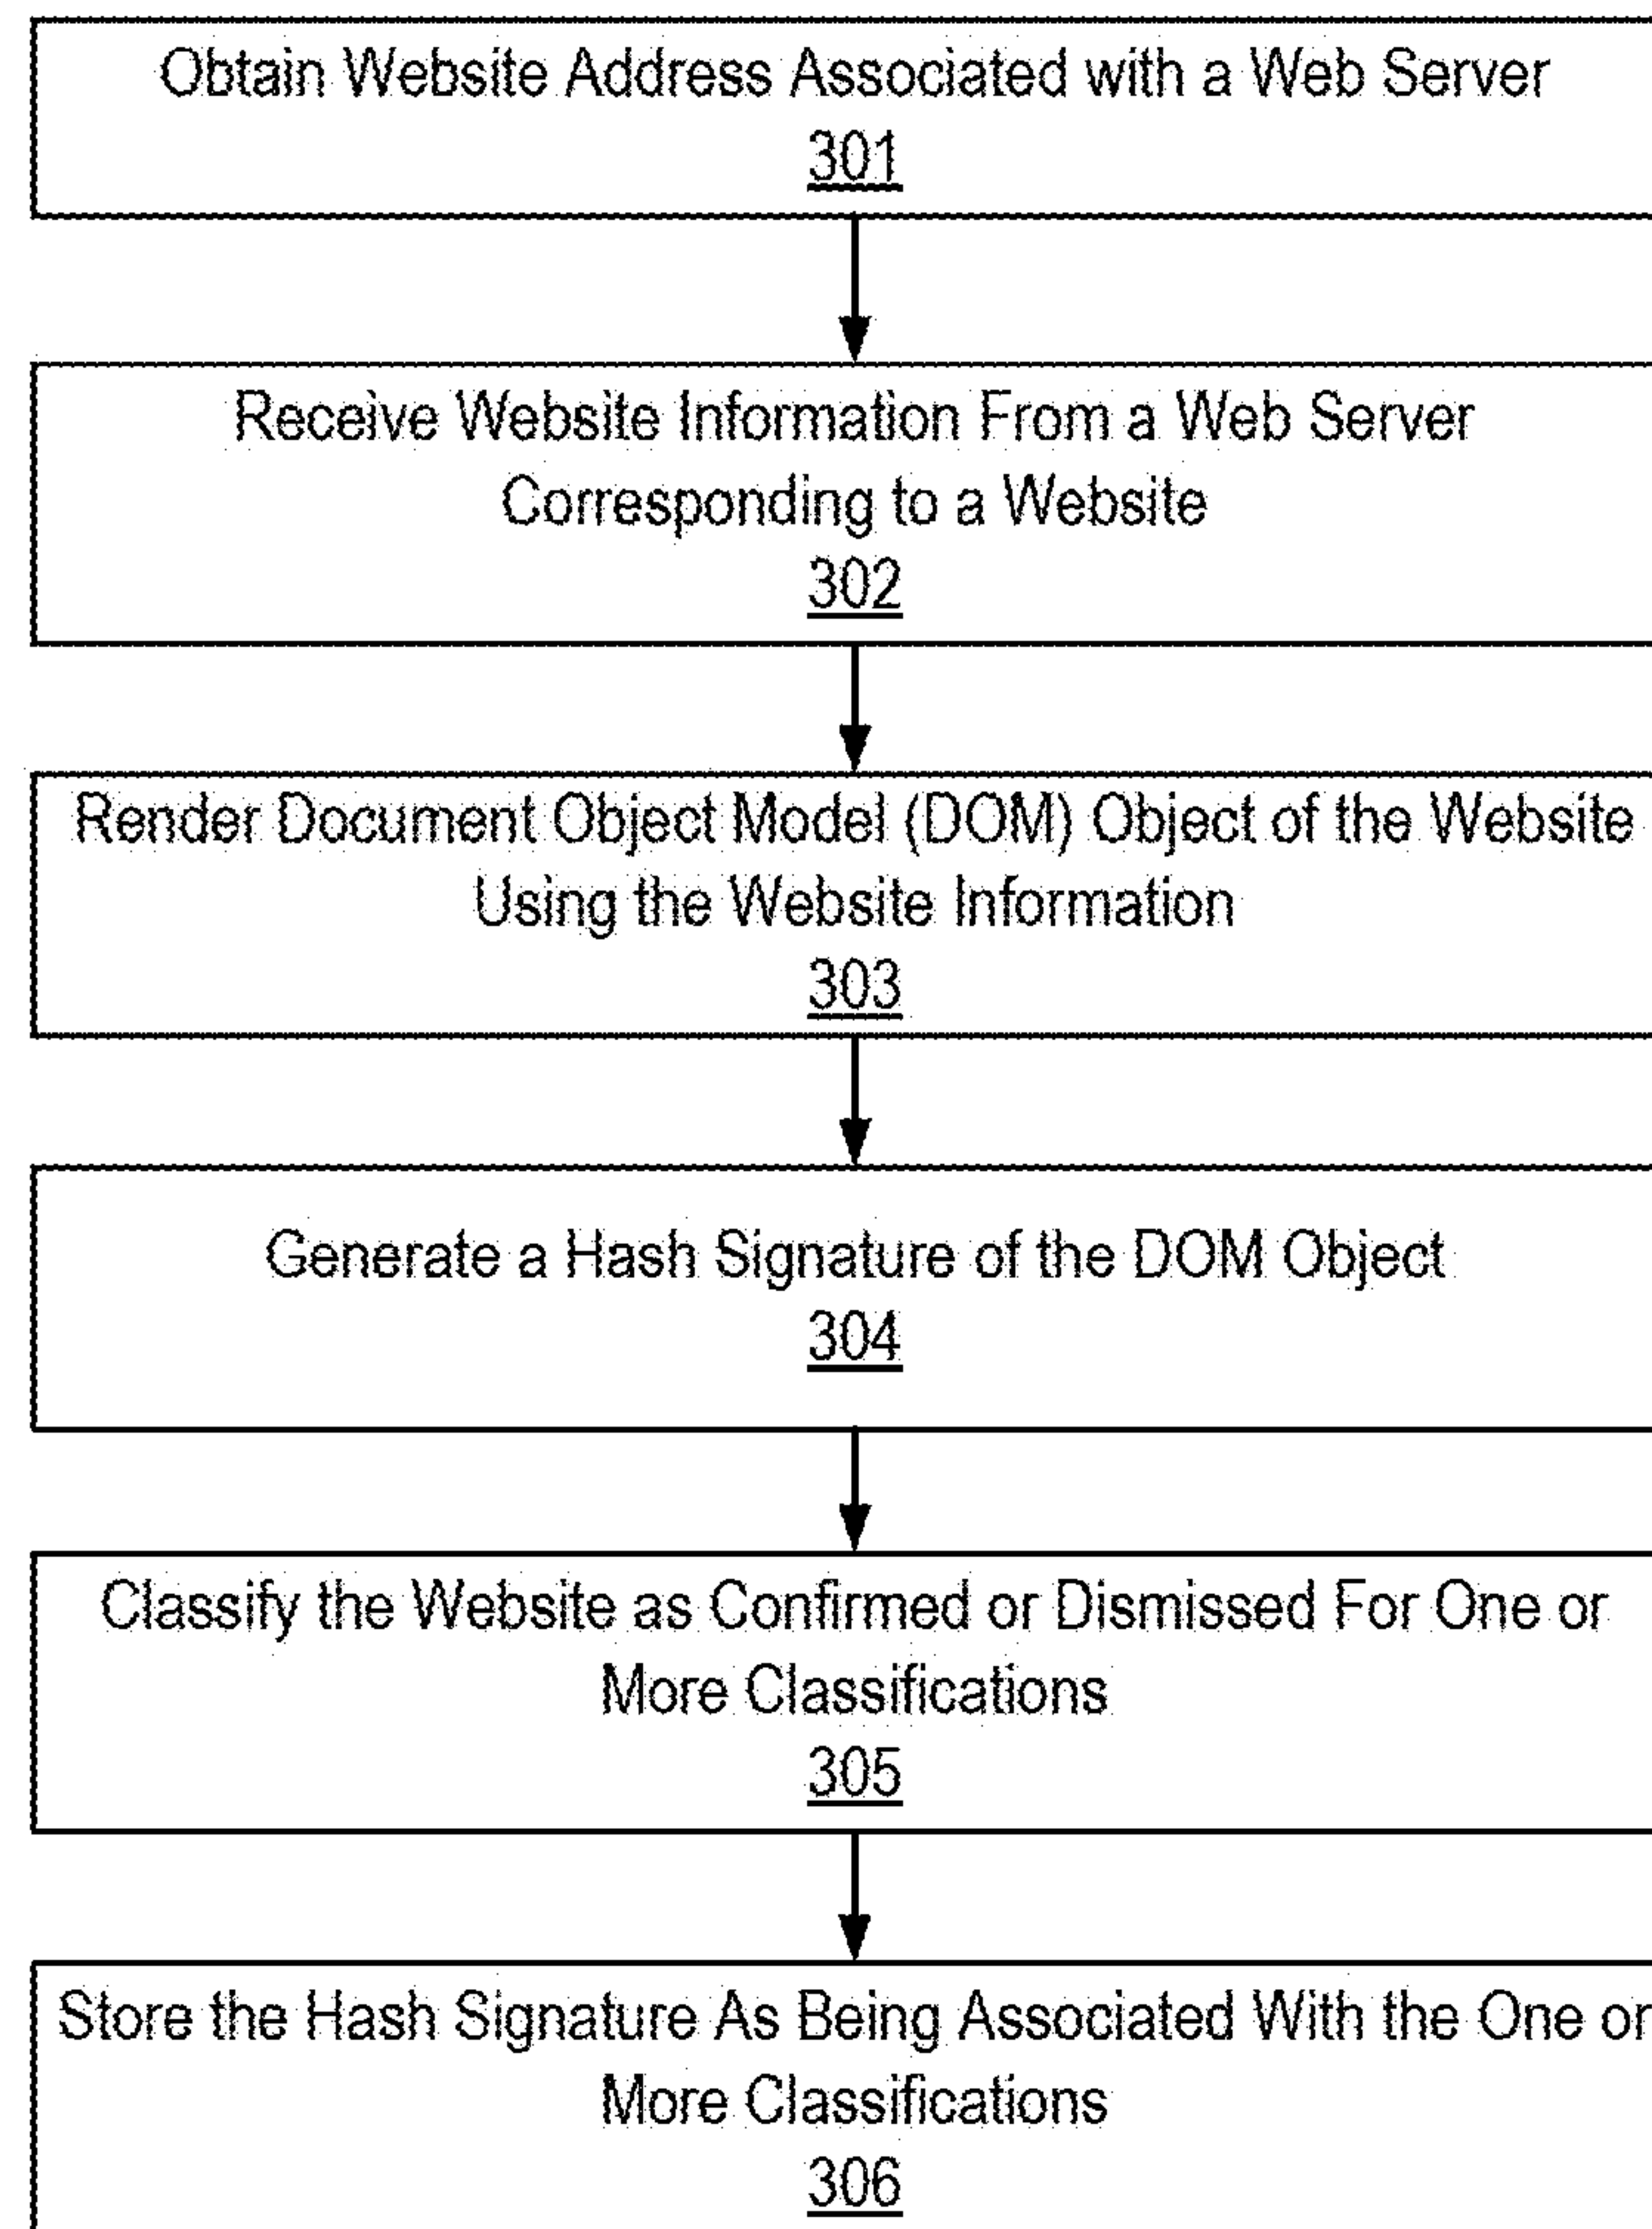 Obtain Website Address Associated with a Web Server
301
Receive Website Information From a Web Server
Corresponding to a Website
302
Render Document Object Model (DOM) Object of the Website
Using the Website Information
303
Generate a Hash Signature of the DOM Object
304
Classify the Website as Confirmed or Dismissed For One or
More Classifications
305
Store the Hash Signature As Being Associated With the One or
More Classifications
306